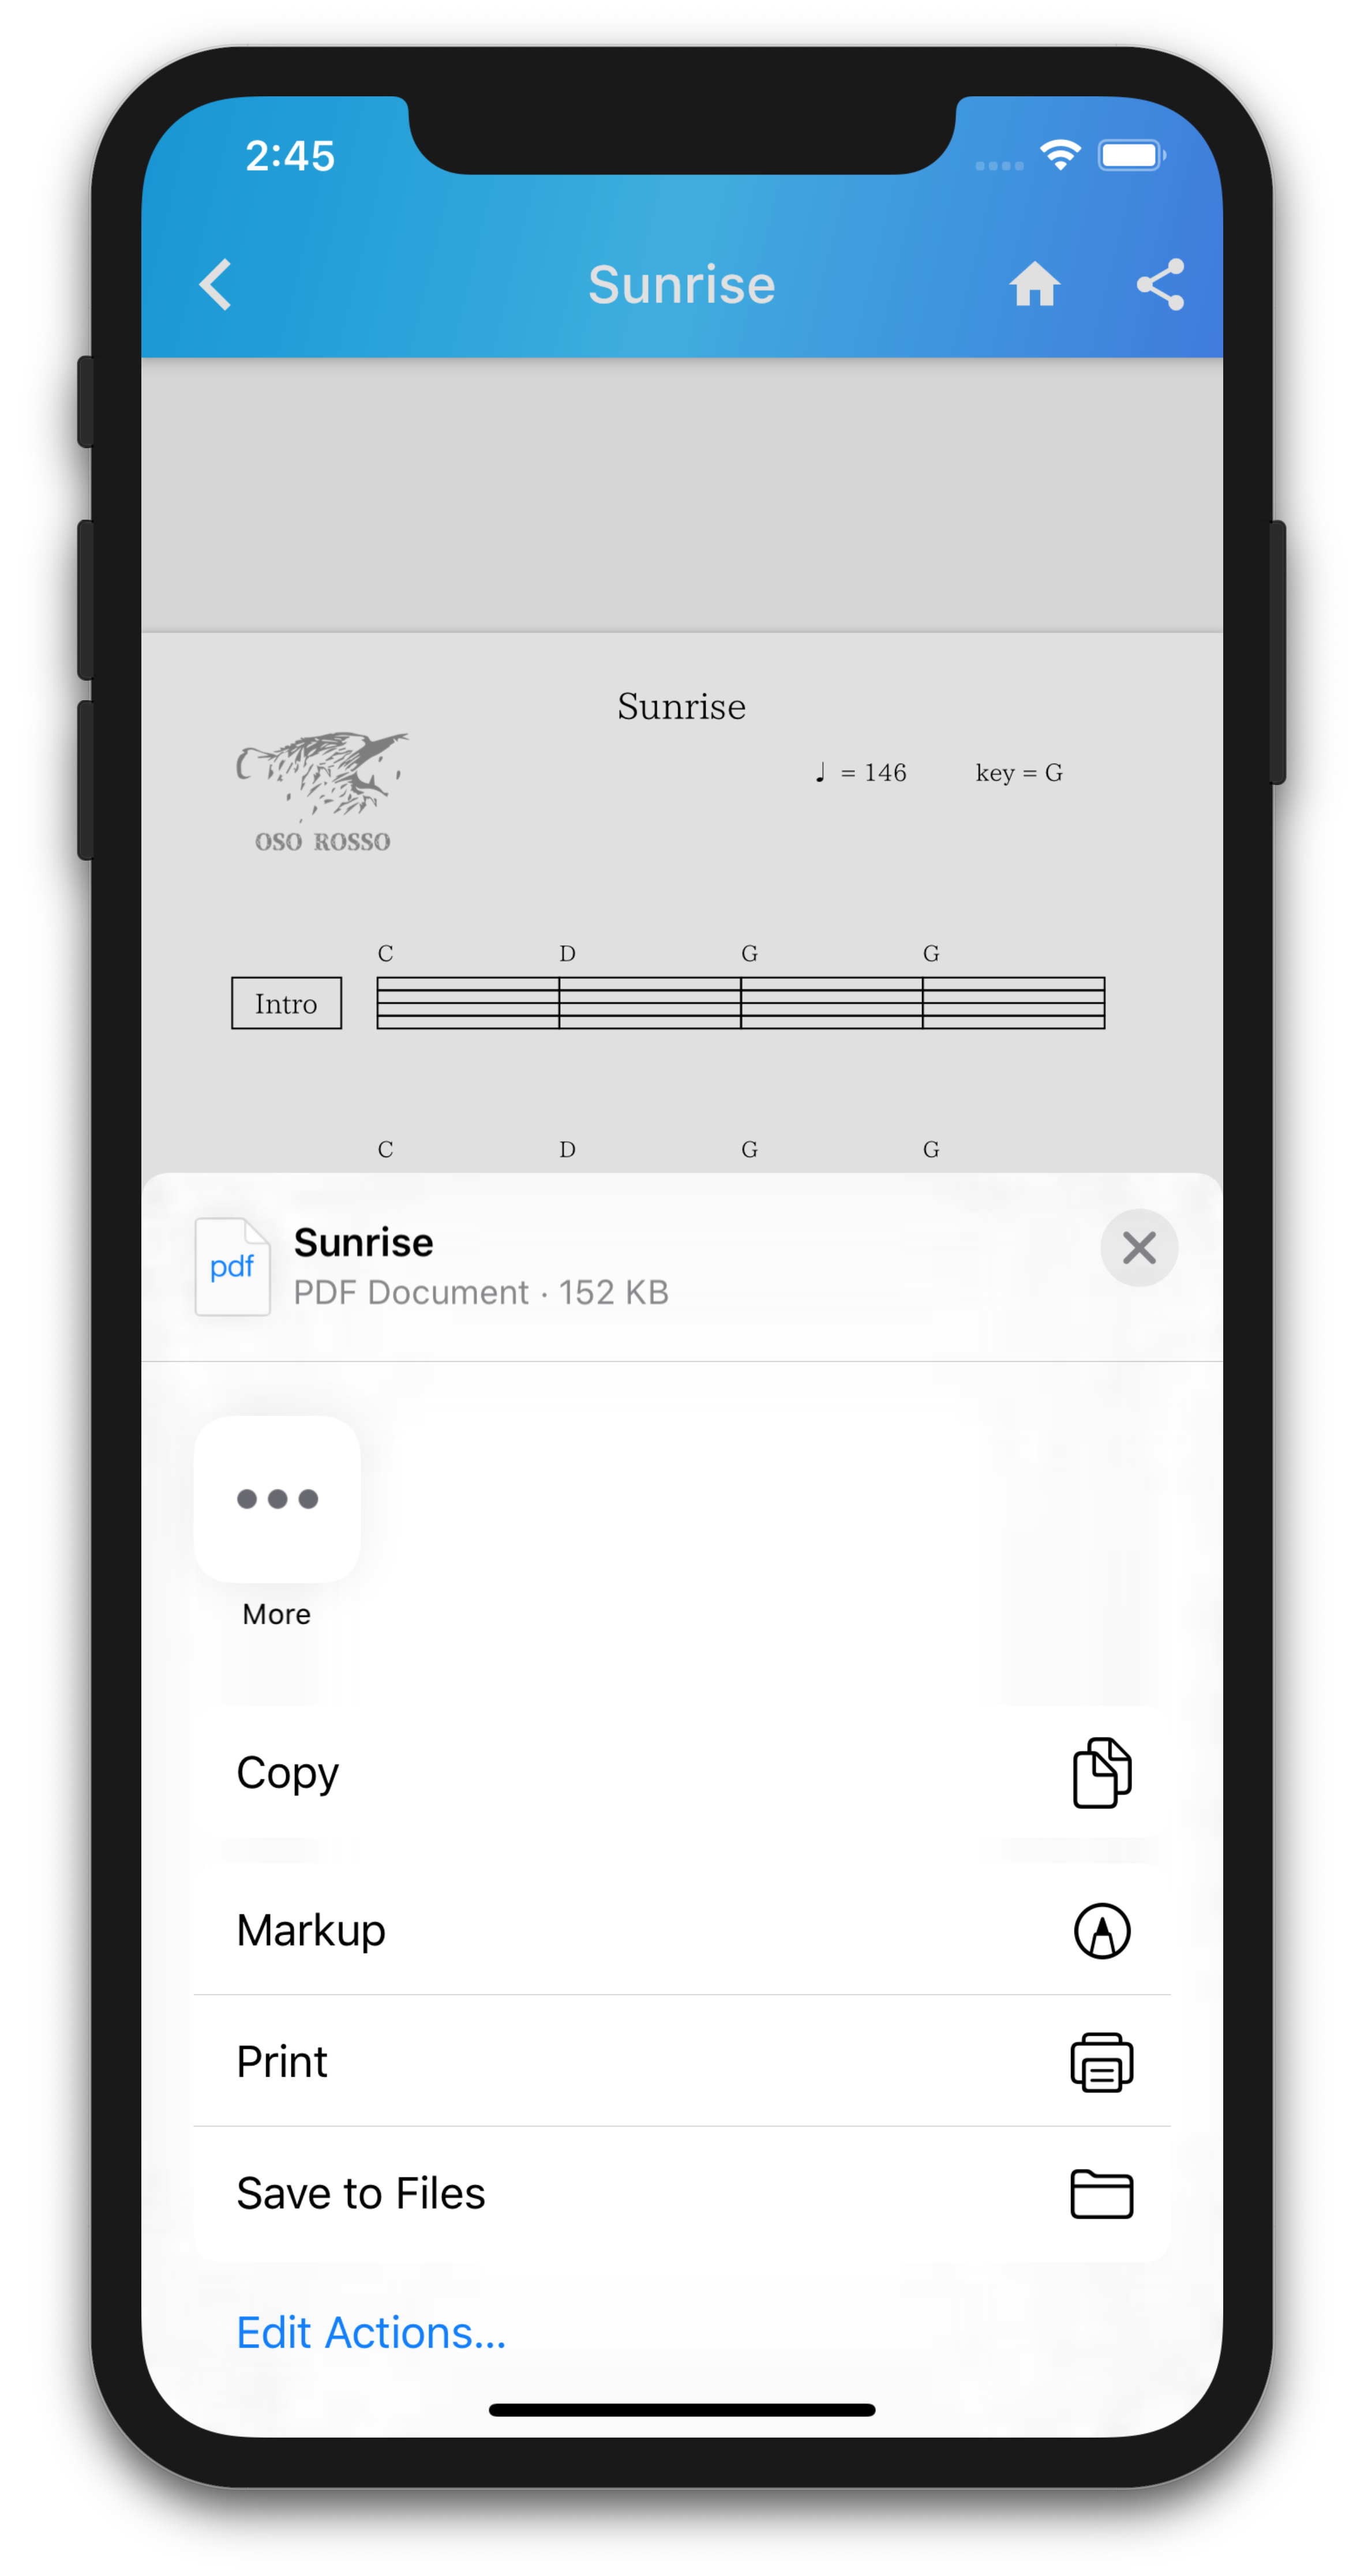 2:45
Sunrise
Sunrise
♩ = 146 key = G
OSO ROSSO
C D G G
Intro
C D G G
pdf
Sunrise
PDF Document · 152 KB
More
Copy
Markup
Print
Save to Files
Edit Actions...